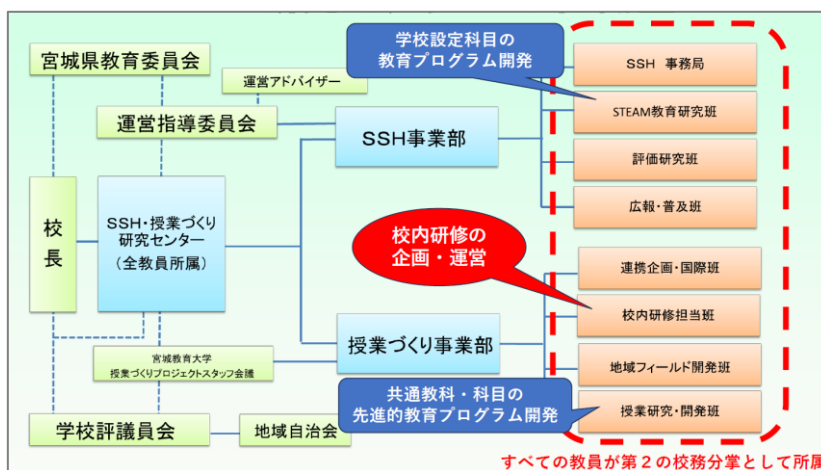 宮城県教育委員会
運営アドバイザー
運営指導委員会
校
長
SSH・授業づくり
研究センター
（全教員所属）
宮城教育大学
授業づくりプロジェクトスタッフ会議
学校評議員会
地域自治会
SSH事業部
授業づくり事業部
学校設定科目の
教育プログラム開発
校内研修の
企画・運営
共通教科・科目の
先進的教育プログラム開発
SSH 事務局
STEAM教育研究班
評価研究班
広報・普及班
連携企画・国際班
校内研修担当班
地域フィールド開発班
授業研究・開発班
すべての教員が第２の校務分掌として所属